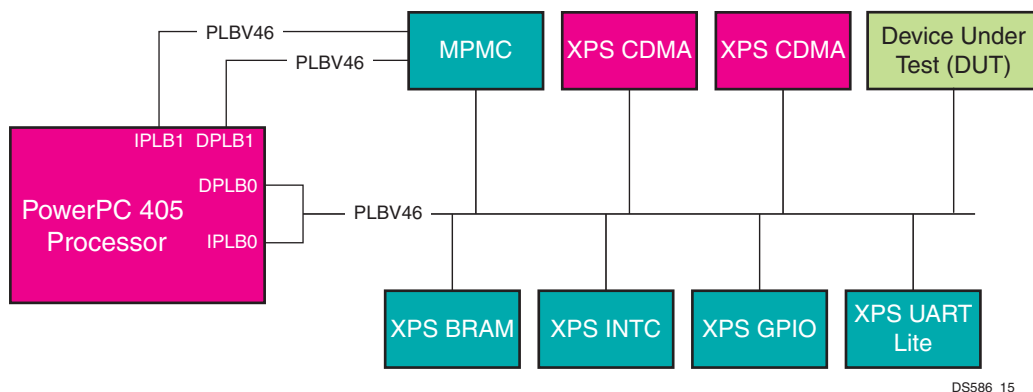 PLBV46
PLBV46
MPMC
XPS CDMA
XPS CDMA
Device Under
Test (DUT)
IPLB1 DPLB1
DPLB0
PowerPC 405
Processor
IPLB0
PLBV46
XPS BRAM
XPS INTC
XPS GPIO
XPS UART
Lite
DS586_15